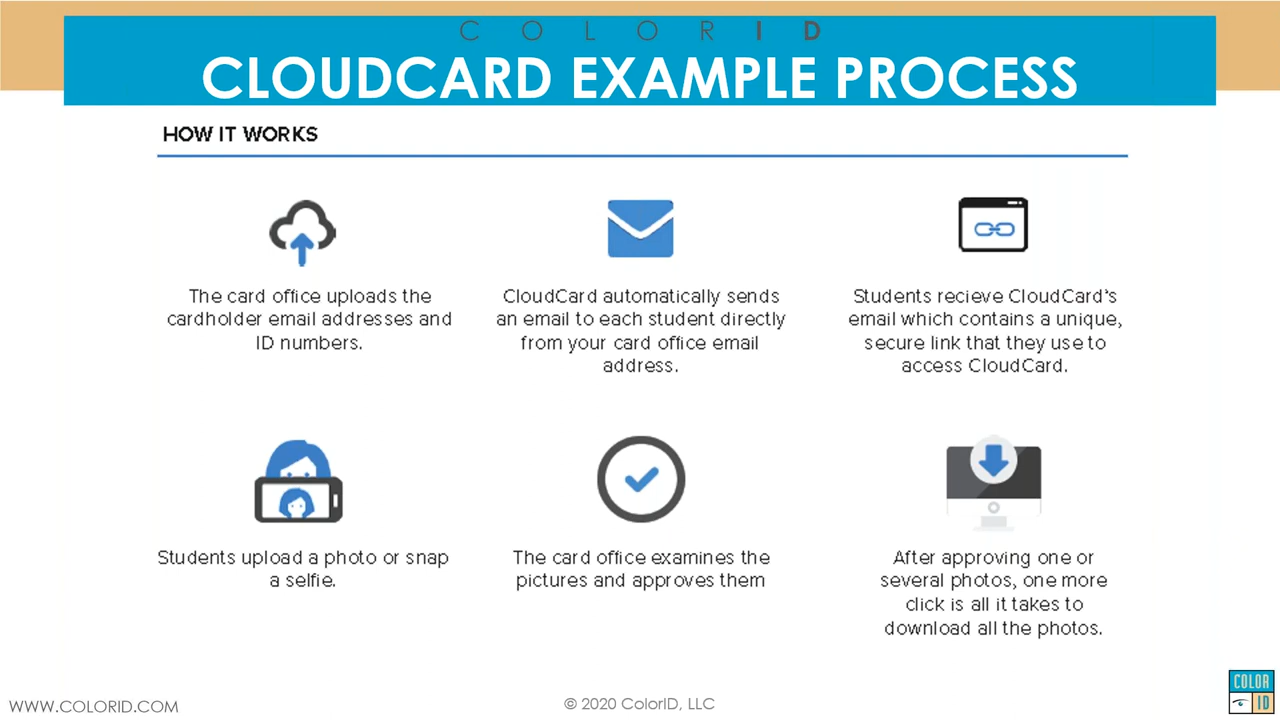 COLORID
CLOUDCARD EXAMPLE PROCESS
HOW IT WORKS
The card office uploads the
cardholder email addresses and
ID numbers.
CloudCard automatically sends
an email to each student directly
from your card office email
address.
Students recieve CloudCard's
email which contains a unique,
secure link that they use to
access CloudCard.
Students upload a photo or snap
a selfie.
The card office examines the
pictures and approves them
After approving one or
several photos, one more
click is all it takes to
download all the photos.
WWW.COLORID.COM
© 2020 ColorID, LLC
COLOR
ID